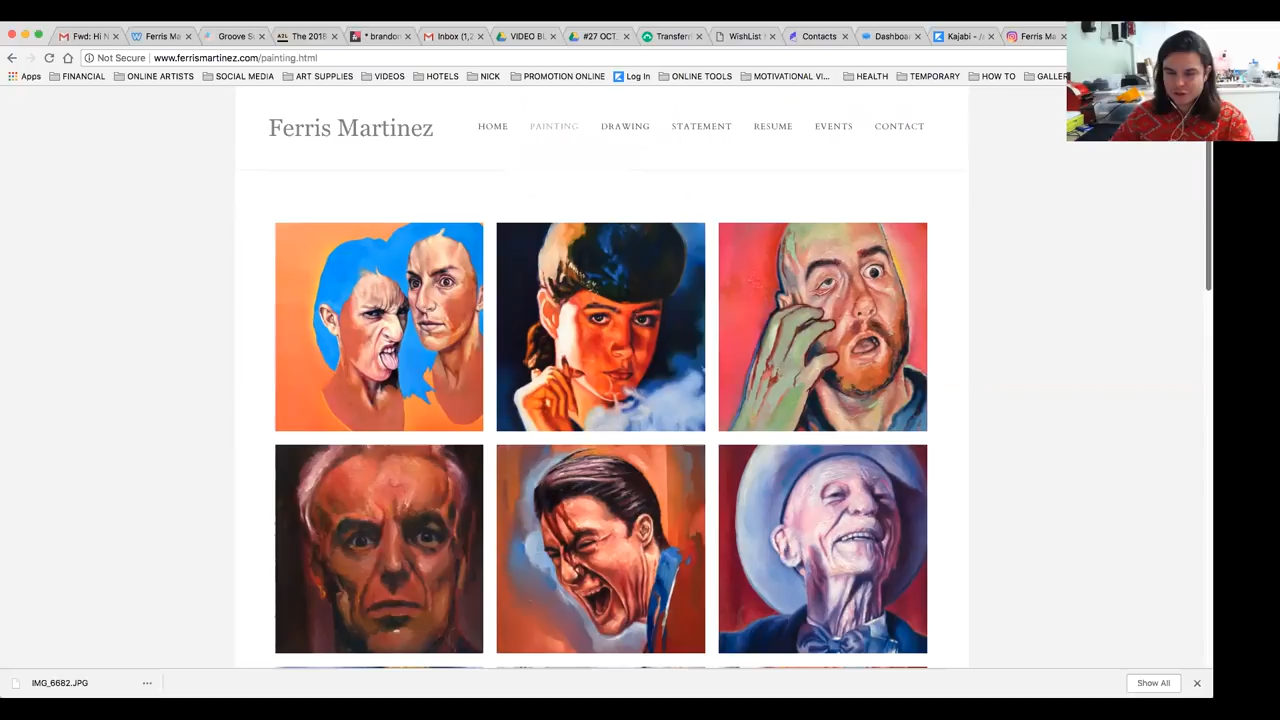 Fwd: Hi N
Ferris Ma
Groove S
The 2018
* brandon
Inbox (1,2
VIDEO BL
#27 OCT.
Transferri
WishList
Contacts
Dashboar
Kajabi - /
Ferris Ma
Not Secure
www.ferrismartinez.com/painting.html
Apps
FINANCIAL
ONLINE ARTISTS
SOCIAL MEDIA
ART SUPPLIES
VIDEOS
HOTELS
NICK
PROMOTION ONLINE
Log In
ONLINE TOOLS
MOTIVATIONAL VI...
HEALTH
TEMPORARY
HOW TO
GALLER
Ferris Martinez
HOME
PAINTING
DRAWING
STATEMENT
RESUME
EVENTS
CONTACT
IMG_6682.JPG
Show All